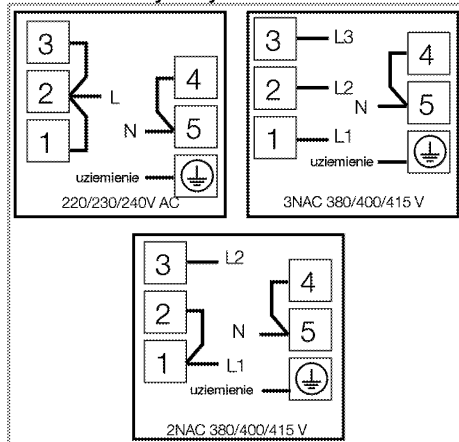 3
2
1
L
N
4
5
uziemienie
220/230/240V AC
3
L3
2
L2
1
L1
N
4
5
uziemienie
3NAC 380/400/415 V
3
L2
2
1
L1
N
4
5
uziemienie
2NAC 380/400/415 V